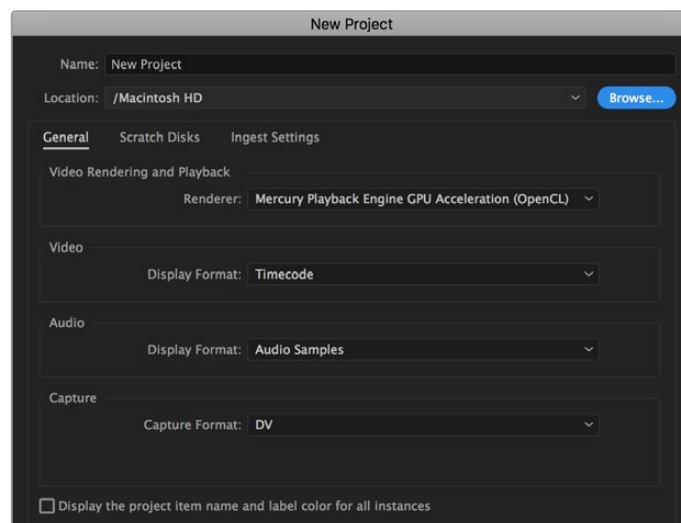 New Project
Name: New Project
Location: /Macintosh HD Browse...
General Scratch Disks Ingest Settings
Video Rendering and Playback
Renderer: Mercury Playback Engine GPU Acceleration (OpenCL)
Video
Display Format: Timecode
Audio
Display Format: Audio Samples
Capture
Capture Format: DV
Display the project item name and label color for all instances